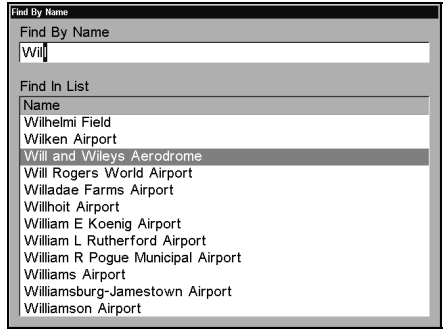 Find By Name
Find By Name
Will
Find In List
Name
Wilhelmi Field
Wilken Airport
Will and Wileys Aerodrome
Will Rogers World Airport
Willadae Farms Airport
Willhoit Airport
William E Koenig Airport
William L Rutherford Airport
William R Pogue Municipal Airport
Williams Airport
Williamsburg-Jamestown Airport
Williamson Airport